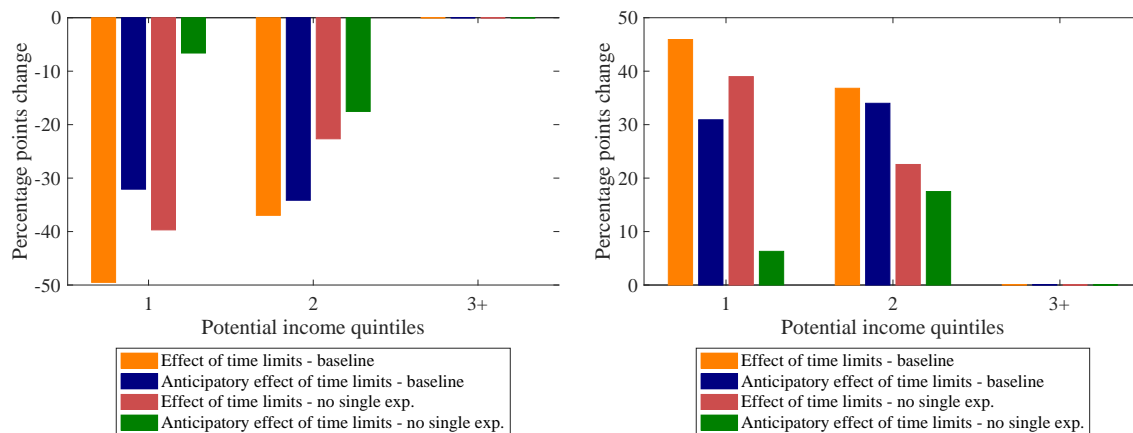 0
-10
-20
-30
-40
-50
Percentage points change
1 2 3+
Potential income quintiles
Effect of time limits - baseline
Anticipatory effect of time limits - baseline
Effect of time limits - no single exp.
Anticipatory effect of time limits - no single exp.
50
40
30
20
10
0
Percentage points change
1 2 3+
Potential income quintiles
Effect of time limits - baseline
Anticipatory effect of time limits - baseline
Effect of time limits - no single exp.
Anticipatory effect of time limits - no single exp.